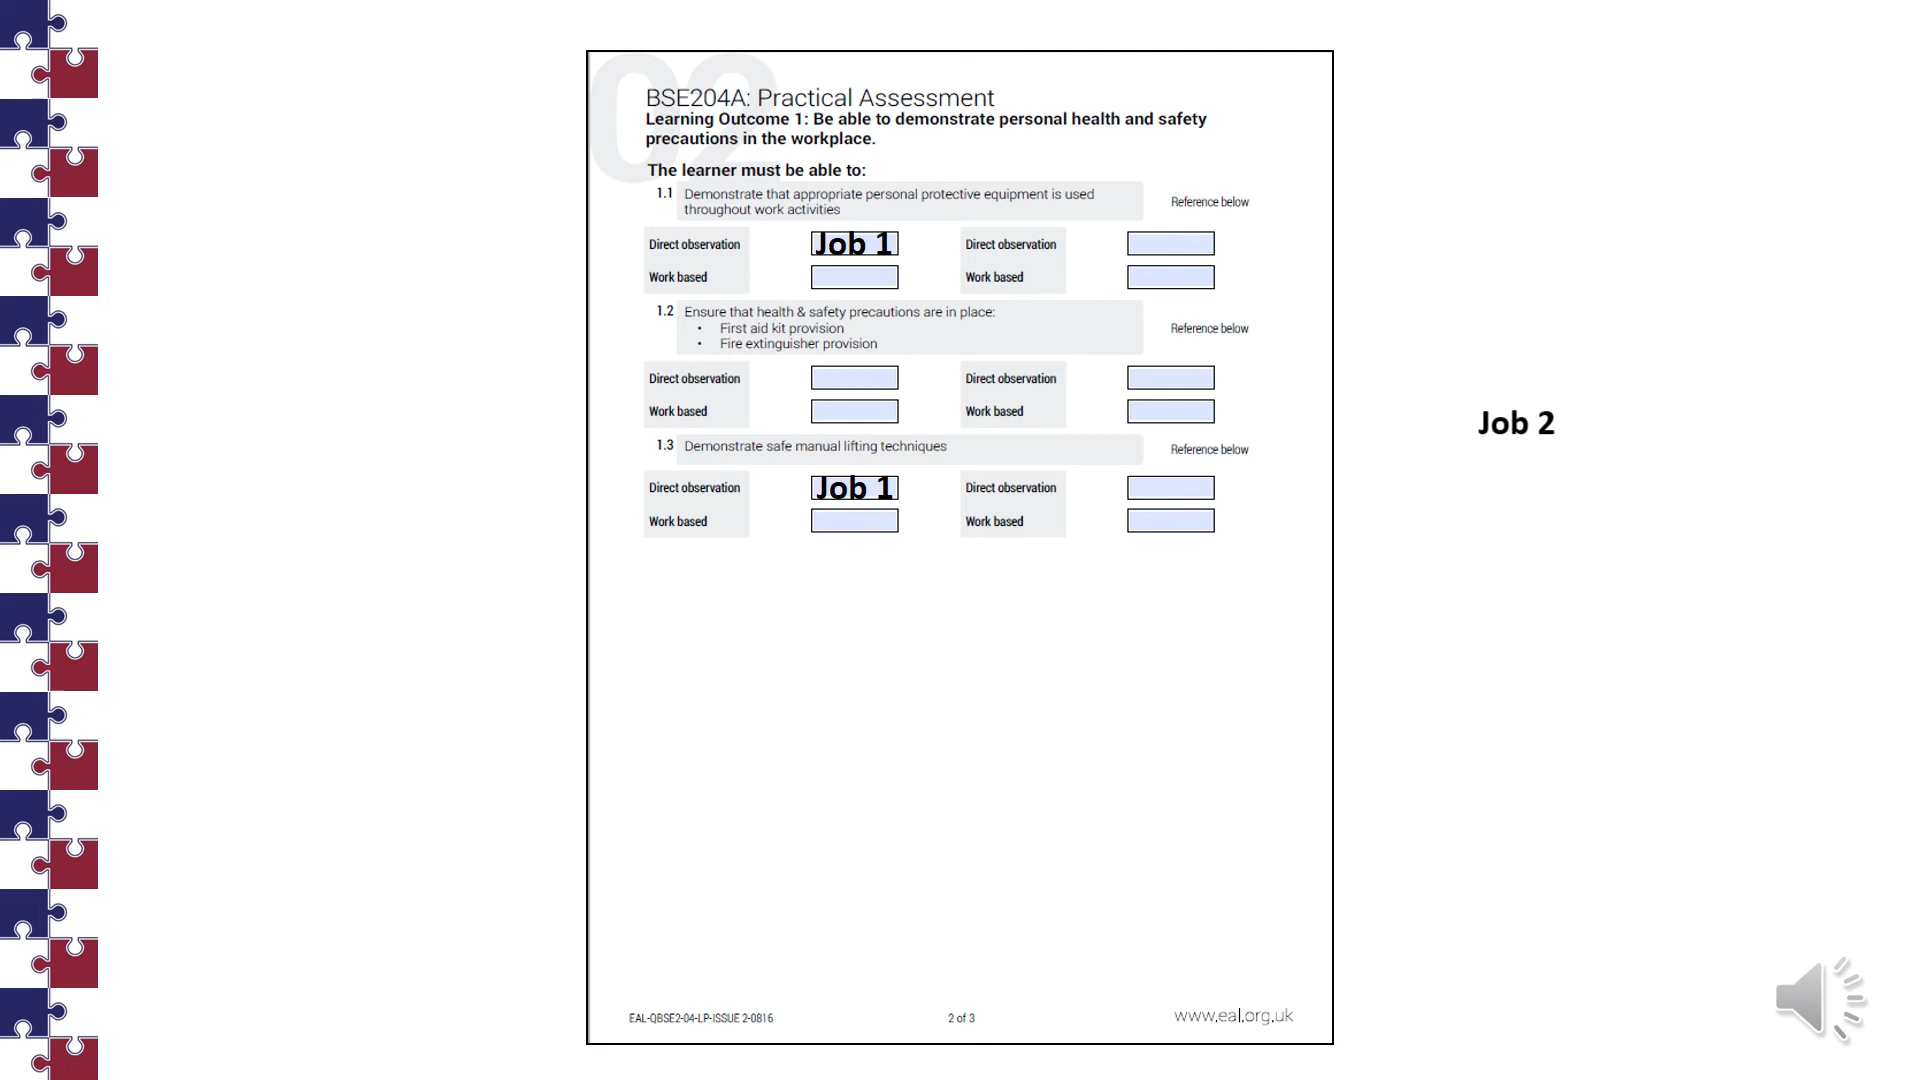 02
BSE204A: Practical Assessment
Learning Outcome 1: Be able to demonstrate personal health and safety
precautions in the workplace.
The learner must be able to:
1.1 Demonstrate that appropriate personal protective equipment is used
throughout work activities
Reference below
Direct observation Job 1 Direct observation
Work based Work based
1.2 Ensure that health & safety precautions are in place:
• First aid kit provision
• Fire extinguisher provision
Reference below
Direct observation Direct observation
Work based Work based
1.3 Demonstrate safe manual lifting techniques Reference below
Direct observation Job 1 Direct observation
Work based Work based
EAL-QBSE2-04-LP-ISSUE 2-0816 2 of 3 www.eal.org.uk
Job 2